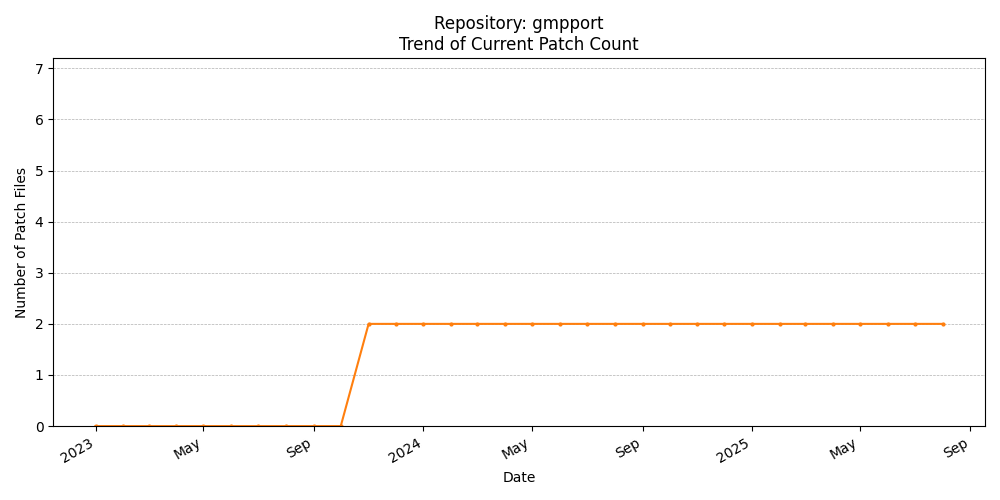 Repository: gmpport
Trend of Current Patch Count
Number of Patch Files
7
6
5
4
3
2
1
0
2023
May
Sep
2024
May
Sep
2025
May
Sep
Date